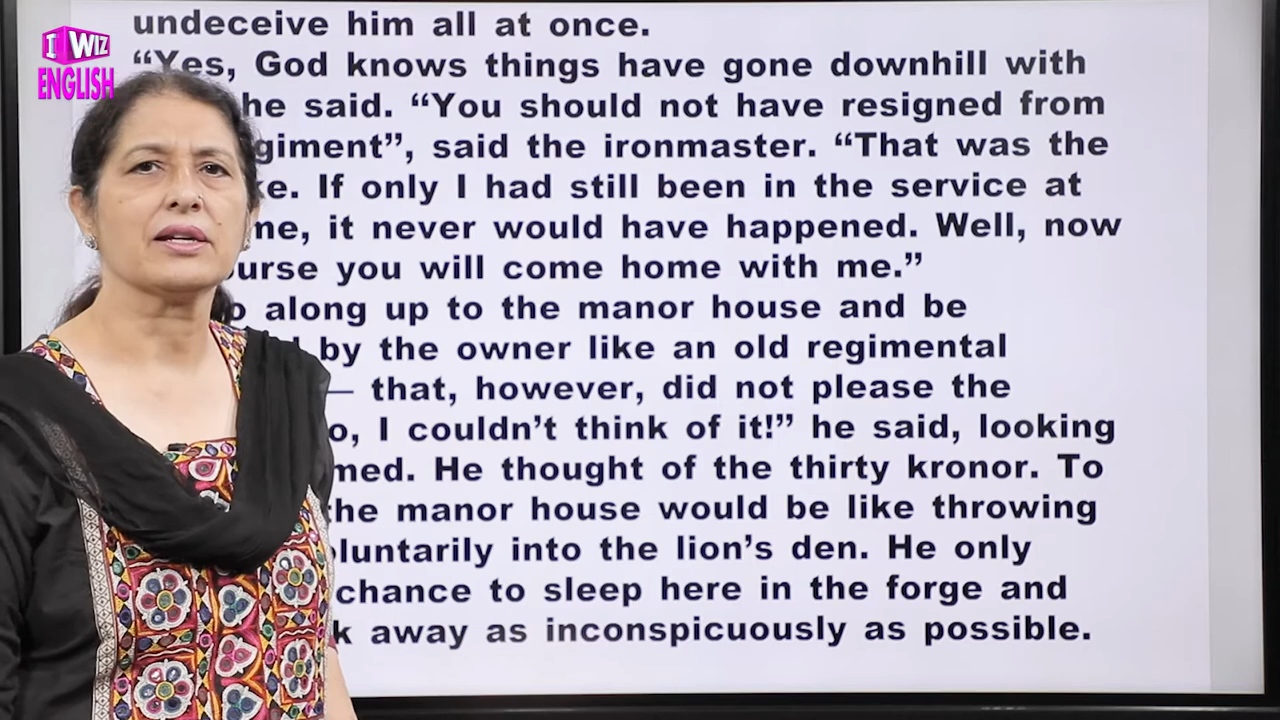 I WIZ
ENGLISH
undeceive him all at once.
“Yes, God knows things have gone downhill with
he said. “You should not have resigned from
giment”, said the ironmaster. “That was the
ke. If only I had still been in the service at
me, it never would have happened. Well, now
ourse you will come home with me.”
o along up to the manor house and be
by the owner like an old regimental
— that, however, did not please the
o, I couldn’t think of it!” he said, looking
med. He thought of the thirty kronor. To
the manor house would be like throwing
oluntarily into the lion’s den. He only
chance to sleep here in the forge and
k away as inconspicuously as possible.